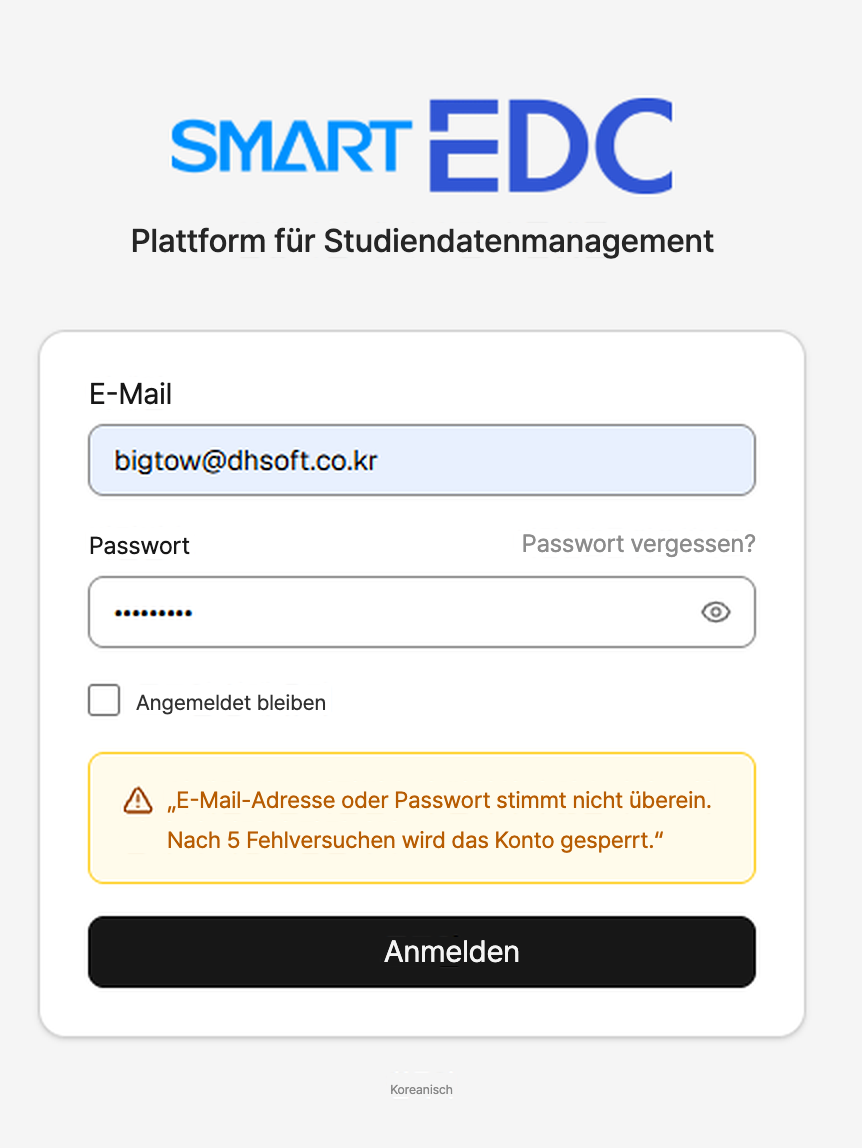 SMART EDC
Plattform für Studiendatenmanagement
E-Mail
bigtow@dhsoft.co.kr
Passwort
Passwort vergessen?
•••••••••
Angemeldet bleiben
„E-Mail-Adresse oder Passwort stimmt nicht überein.
Nach 5 Fehlversuchen wird das Konto gesperrt.“
Anmelden
Koreanisch